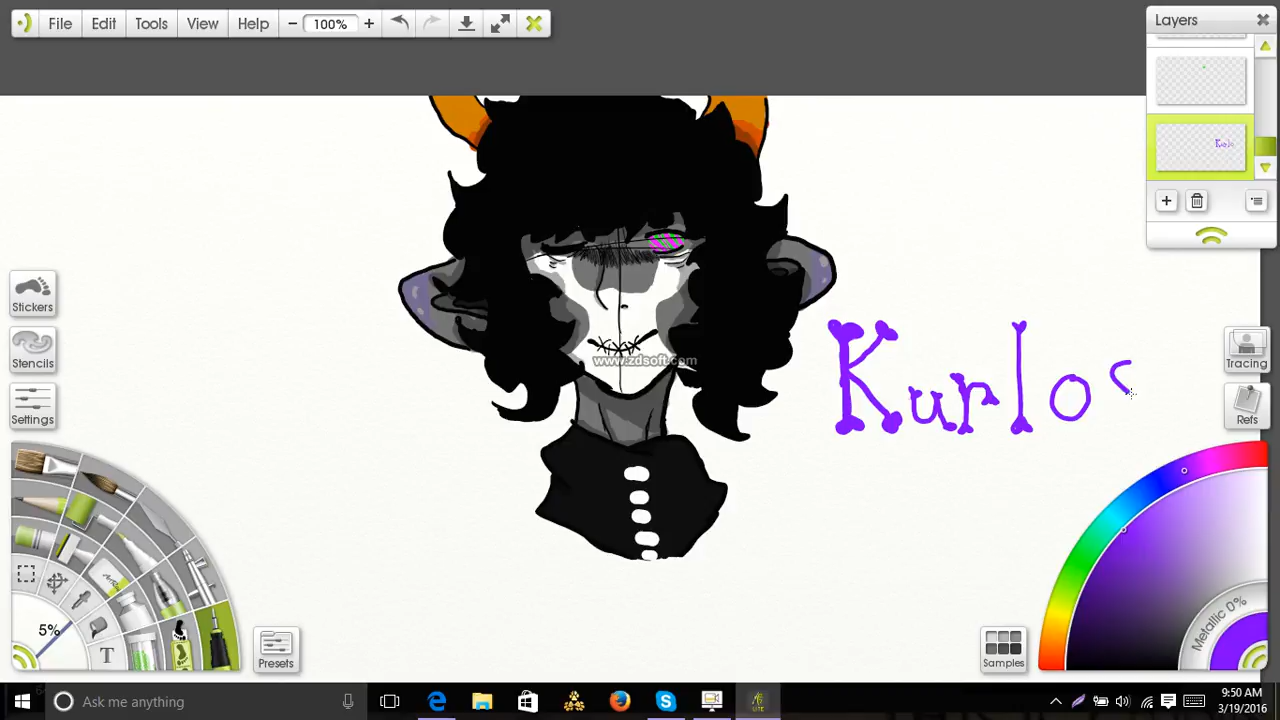 File Edit Tools View Help − 100% +
Layers
www.zdsoft.com
Kurlos
Kurlo
Stickers
Stencils
Settings
Tracing
Refs
5%
T
Presets
Samples
Metallic 0%
Ask me anything
9:50 AM
3/19/2016